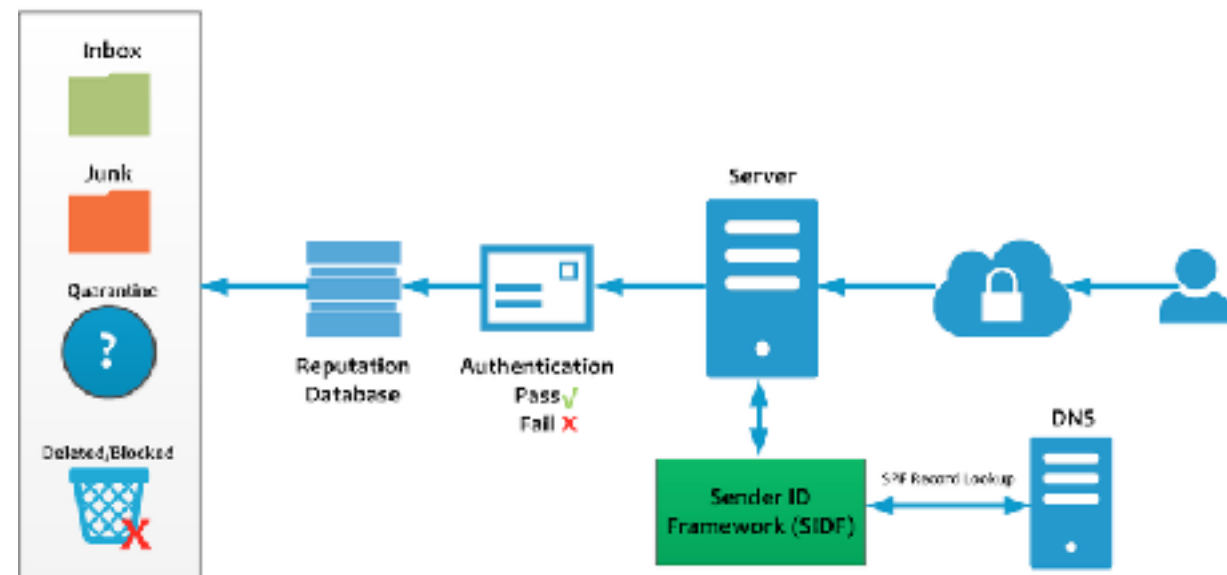 Inbox
Junk
Quarantine
?
Deleted/Blocked
Reputation
Database
Authentication
Pass√
Fail X
Server
Sender ID
Framework (SIDF)
SPF Record Lookup
DNS